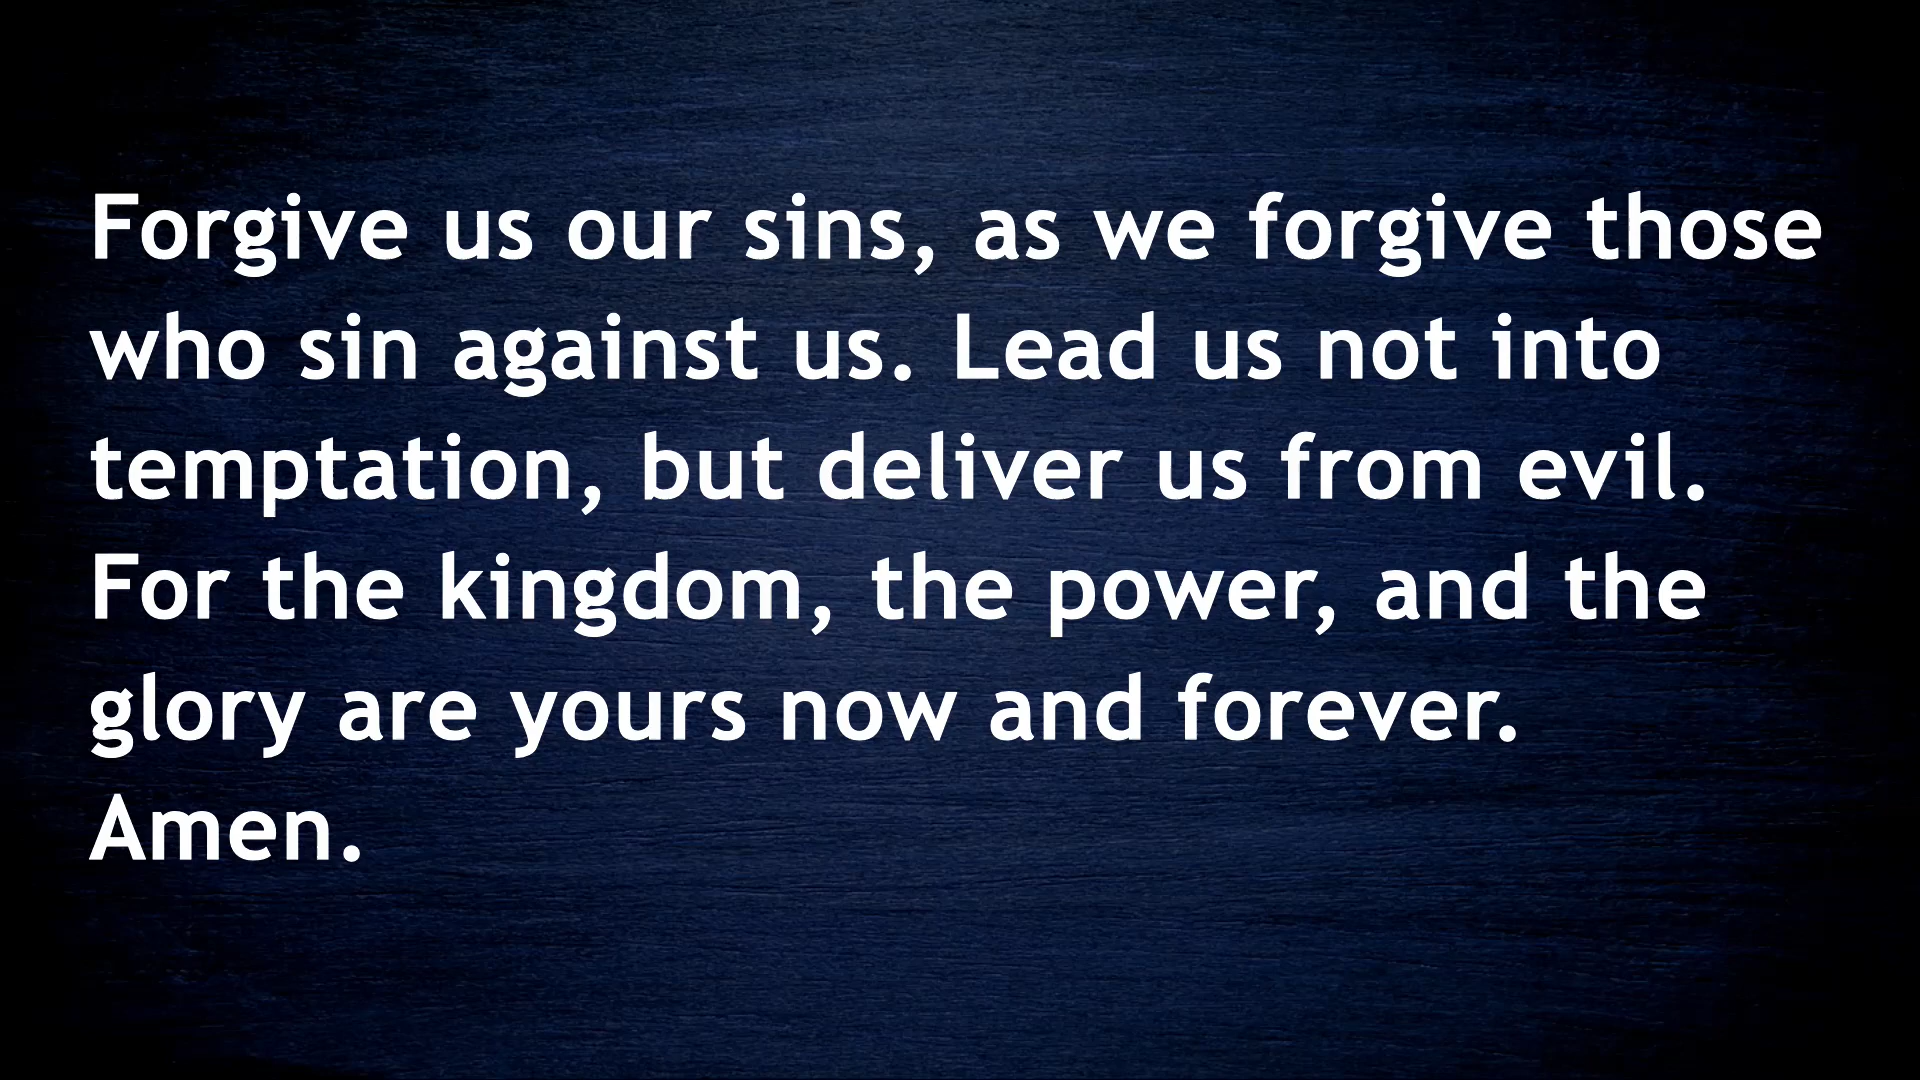 Forgive us our sins, as we forgive those
who sin against us. Lead us not into
temptation, but deliver us from evil.
For the kingdom, the power, and the
glory are yours now and forever.
Amen.